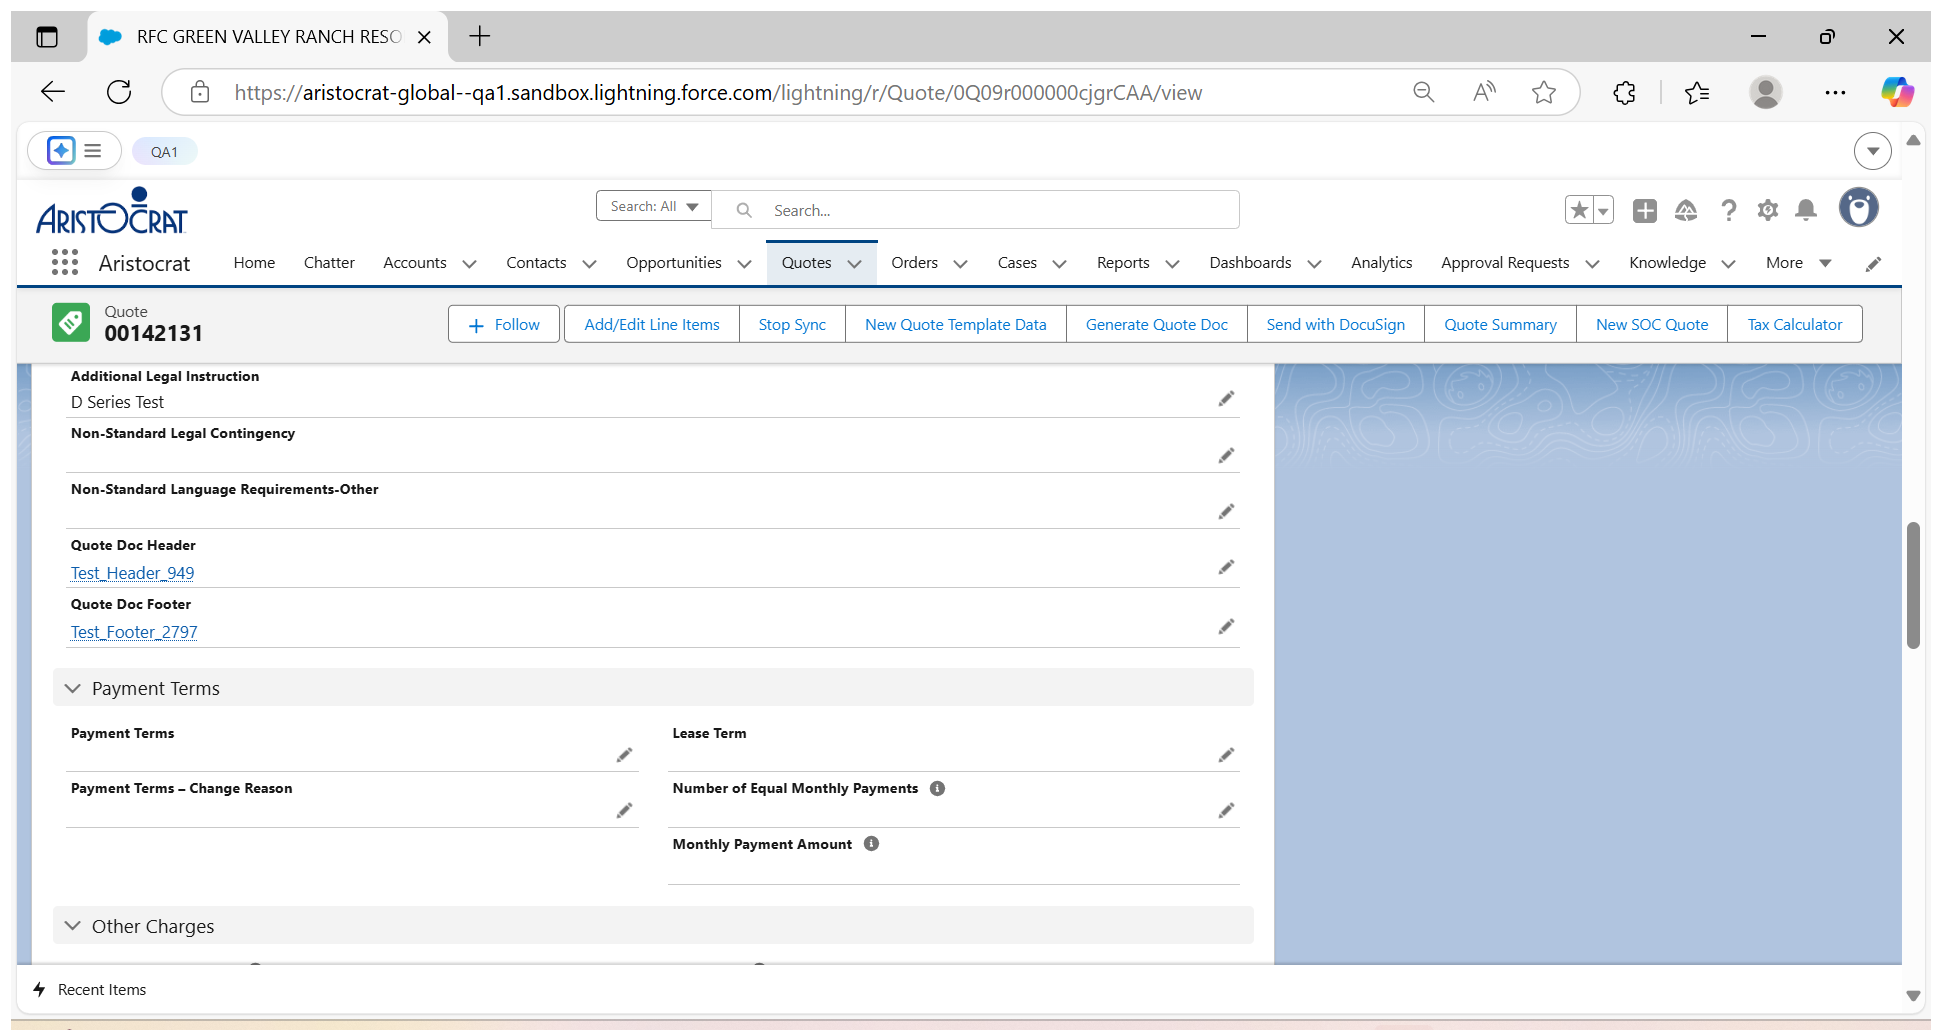 RFC GREEN VALLEY RANCH RESO
https://aristocrat-global--qa1.sandbox.lightning.force.com/lightning/r/Quote/0Q09r000000cjgrCAA/view
QA1
ARISTOCRAT
Search: All
Search...
Aristocrat
Home
Chatter
Accounts
Contacts
Opportunities
Quotes
Orders
Cases
Reports
Dashboards
Analytics
Approval Requests
Knowledge
More
Quote
00142131
Follow
Add/Edit Line Items
Stop Sync
New Quote Template Data
Generate Quote Doc
Send with DocuSign
Quote Summary
New SOC Quote
Tax Calculator
Additional Legal Instruction
D Series Test
Non-Standard Legal Contingency
Non-Standard Language Requirements-Other
Quote Doc Header
Test_Header_949
Quote Doc Footer
Test_Footer_2797
Payment Terms
Payment Terms
Lease Term
Payment Terms – Change Reason
Number of Equal Monthly Payments
Monthly Payment Amount
Other Charges
Recent Items